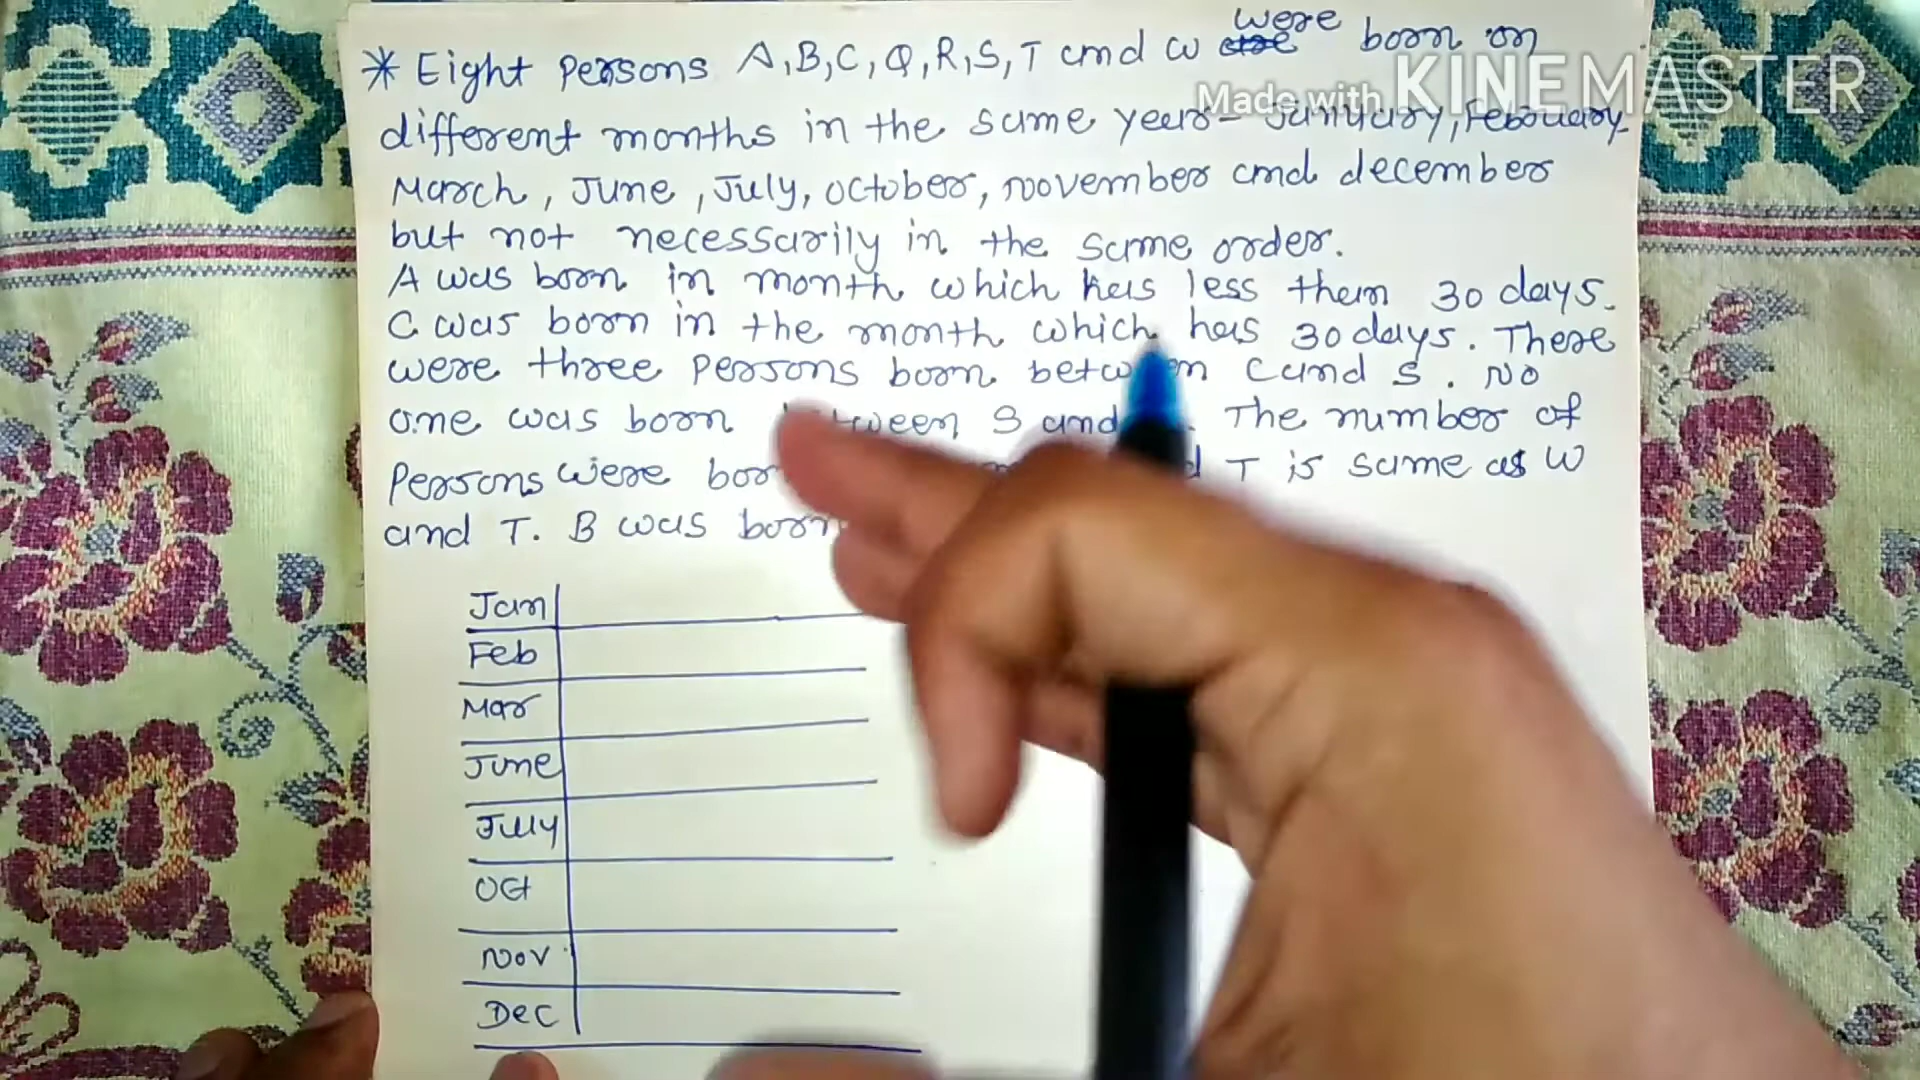 * Eight Persons A, B, C, Q, R, S, T and W were born on
Made with KINEMASTER
different months in the same year- January, February
March, June, July, october, november and december
but not necessarily in the same order.
A was born in month which has less than 30 days.
C was born in the month which has 30 days. There
were three Persons born between C and S. No
one was born between S and The number of
Persons were born T is same as W
and T. B was born
Jan
Feb
Mar
June
July
Oct
Nov
Dec